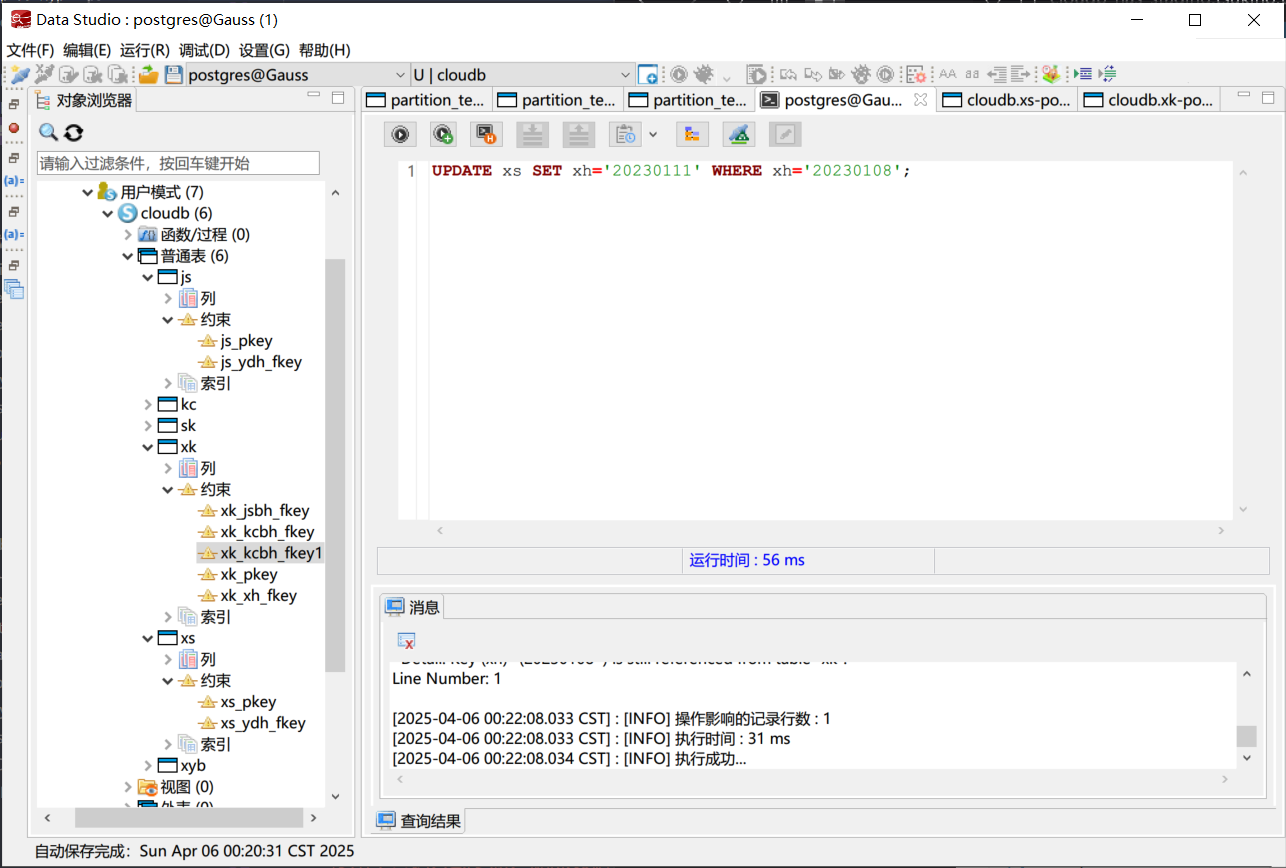 Data Studio : postgres@Gauss (1)
文件(F) 编辑(E) 运行(R) 调试(D) 设置(G) 帮助(H)
postgres@Gauss
U | cloudb
AA aa
对象浏览器
partition_te...
partition_te...
partition_te...
postgres@Gau...
cloudb.xs-po...
cloudb.xk-po...
(a)=
(a)=
请输入过滤条件，按回车键开始
用户模式 (7)
cloudb (6)
函数/过程 (0)
普通表 (6)
js
列
约束
js_pkey
js_ydh_fkey
索引
kc
sk
xk
列
约束
xk_jsbh_fkey
xk_kcbh_fkey
xk_kcbh_fkey1
xk_pkey
xk_xh_fkey
索引
xs
列
约束
xs_pkey
xs_ydh_fkey
索引
xyb
视图 (0)
外表 (0)
1 UPDATE xs SET xh='20230111' WHERE xh='20230108';
运行时间 : 56 ms
消息
Line Number: 1
[2025-04-06 00:22:08.033 CST] : [INFO] 操作影响的记录行数 : 1
[2025-04-06 00:22:08.033 CST] : [INFO] 执行时间 : 31 ms
[2025-04-06 00:22:08.034 CST] : [INFO] 执行成功...
查询结果
自动保存完成：Sun Apr 06 00:20:31 CST 2025